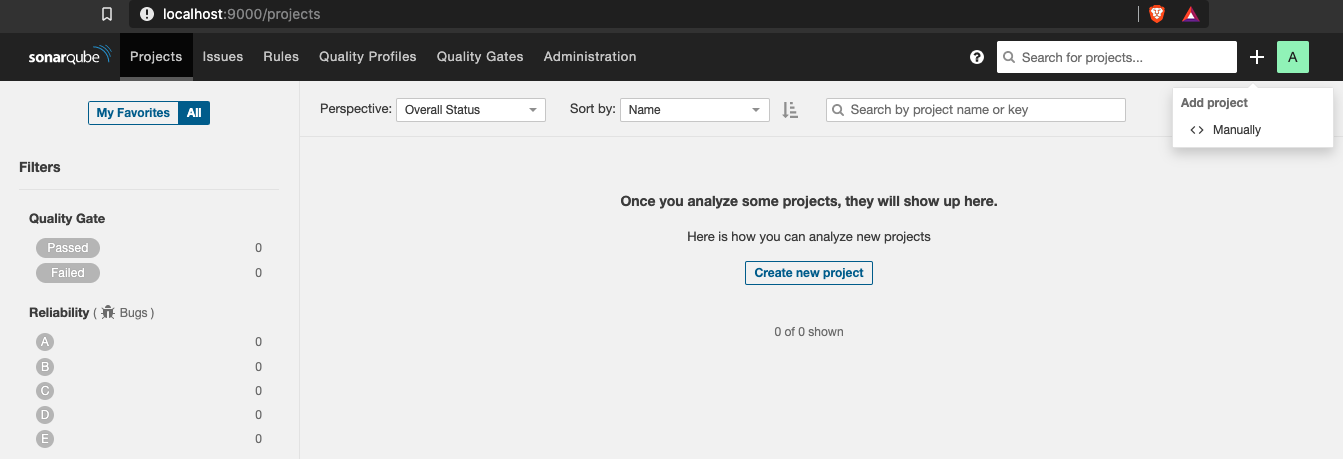 localhost:9000/projects
sonarqube Projects Issues Rules Quality Profiles Quality Gates Administration ? Search for projects... + A
Add project
Manually
My Favorites All
Perspective: Overall Status Sort by: Name Search by project name or key
Filters
Once you analyze some projects, they will show up here.
Here is how you can analyze new projects
Create new project
0 of 0 shown
Quality Gate
Passed 0
Failed 0
Reliability ( Bugs )
A 0
B 0
C 0
D 0
E 0